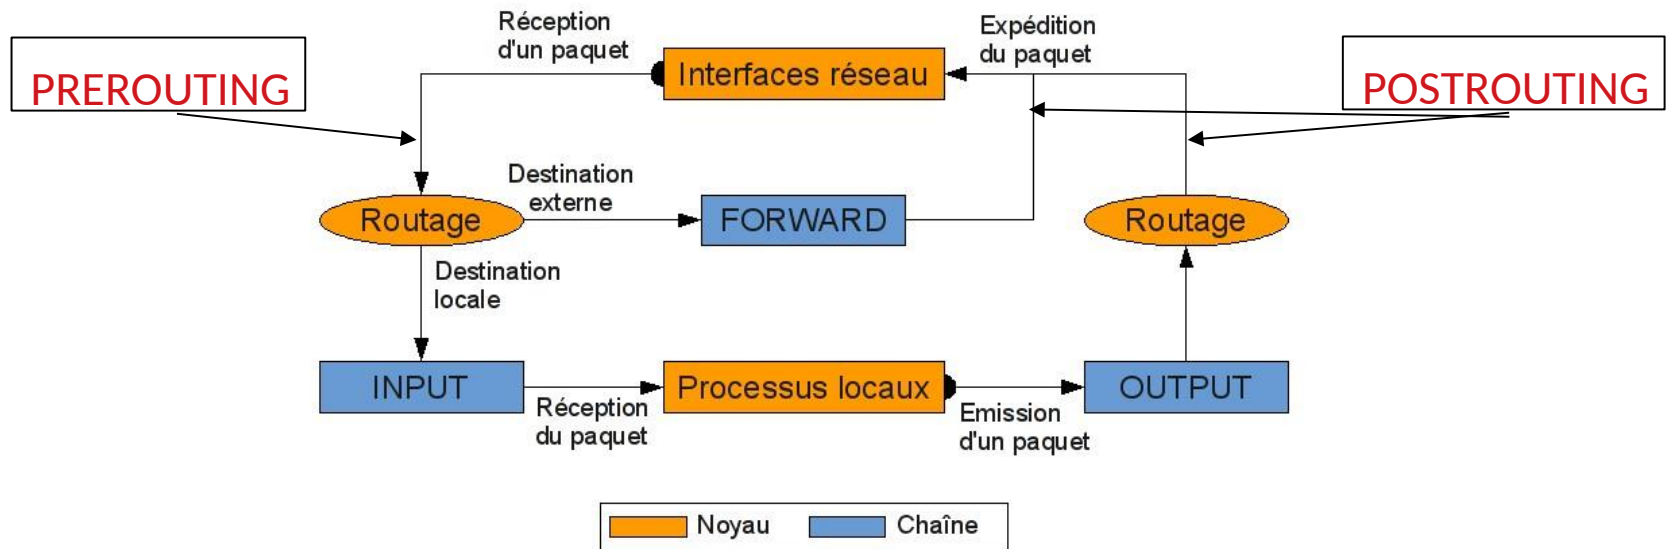 Réception
d'un paquet
Expédition
du paquet
PREROUTING
Interfaces réseau
POSTROUTING
Destination
externe
Routage
FORWARD
Routage
Destination
locale
INPUT
Processus locaux
OUTPUT
Réception
du paquet
Emission
d'un paquet
Noyau
Chaîne